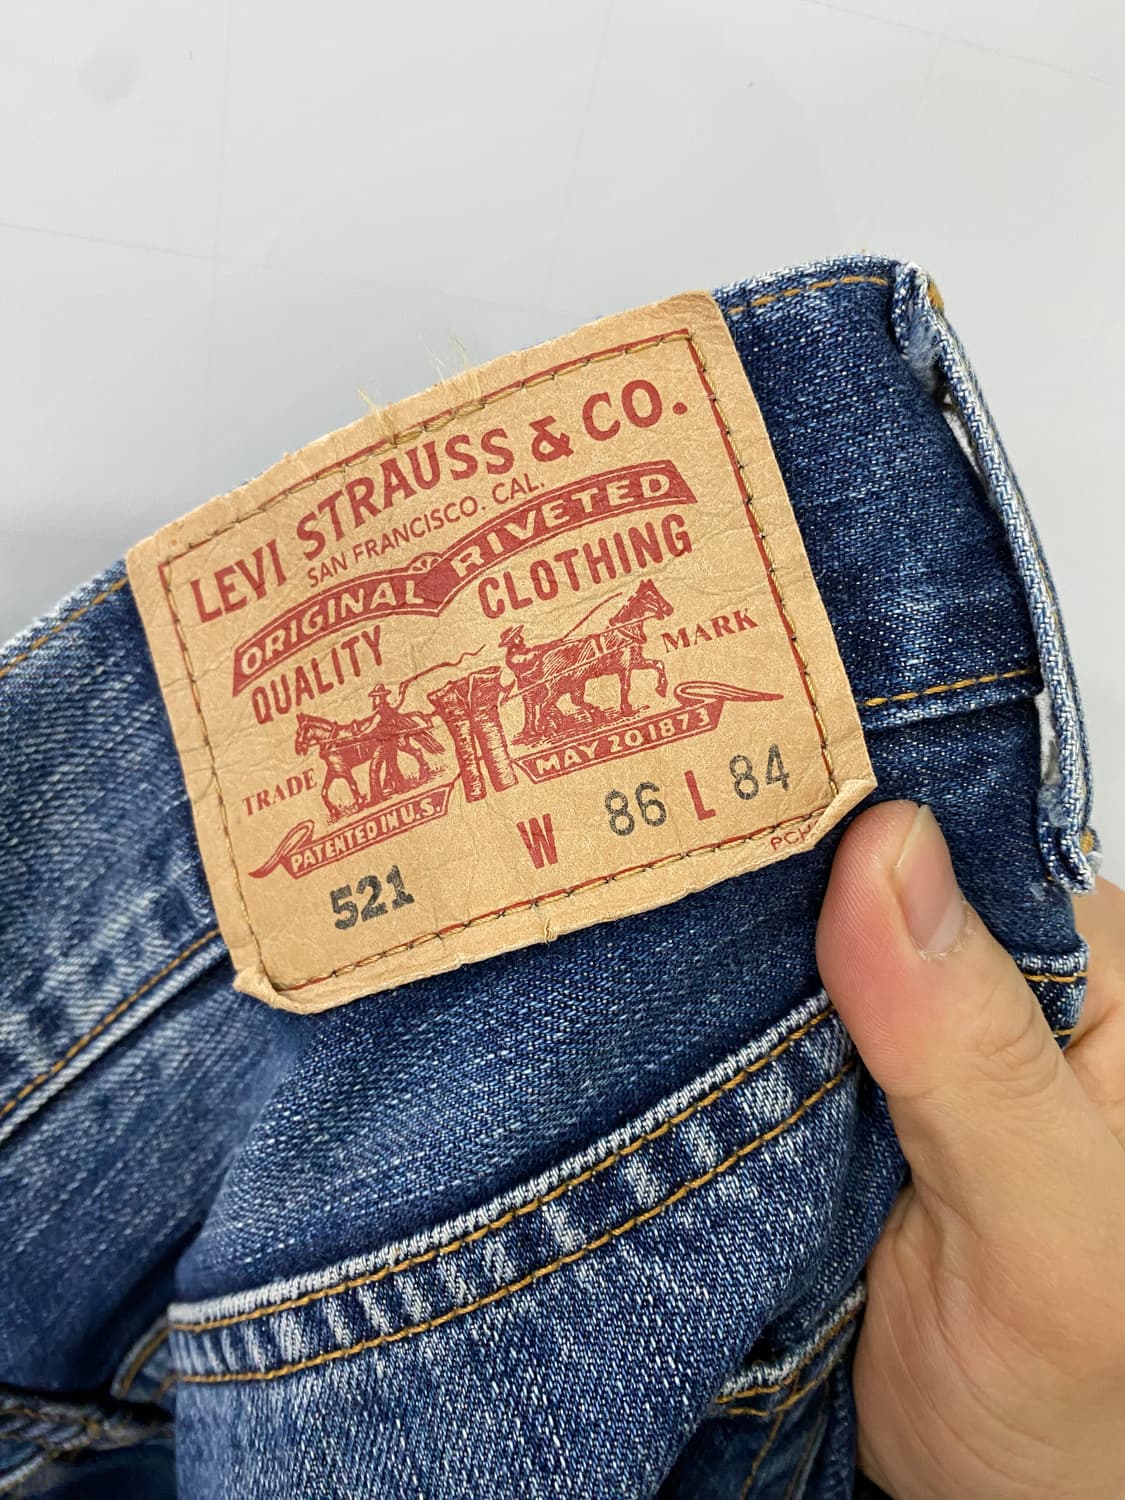 LEVI STRAUSS & CO.
SAN FRANCISCO, CAL.
ORIGINAL RIVETED
QUALITY CLOTHING
TRADE MARK
PATENTED IN U.S. MAY 20 1873
521 W 86 L 84
PCH